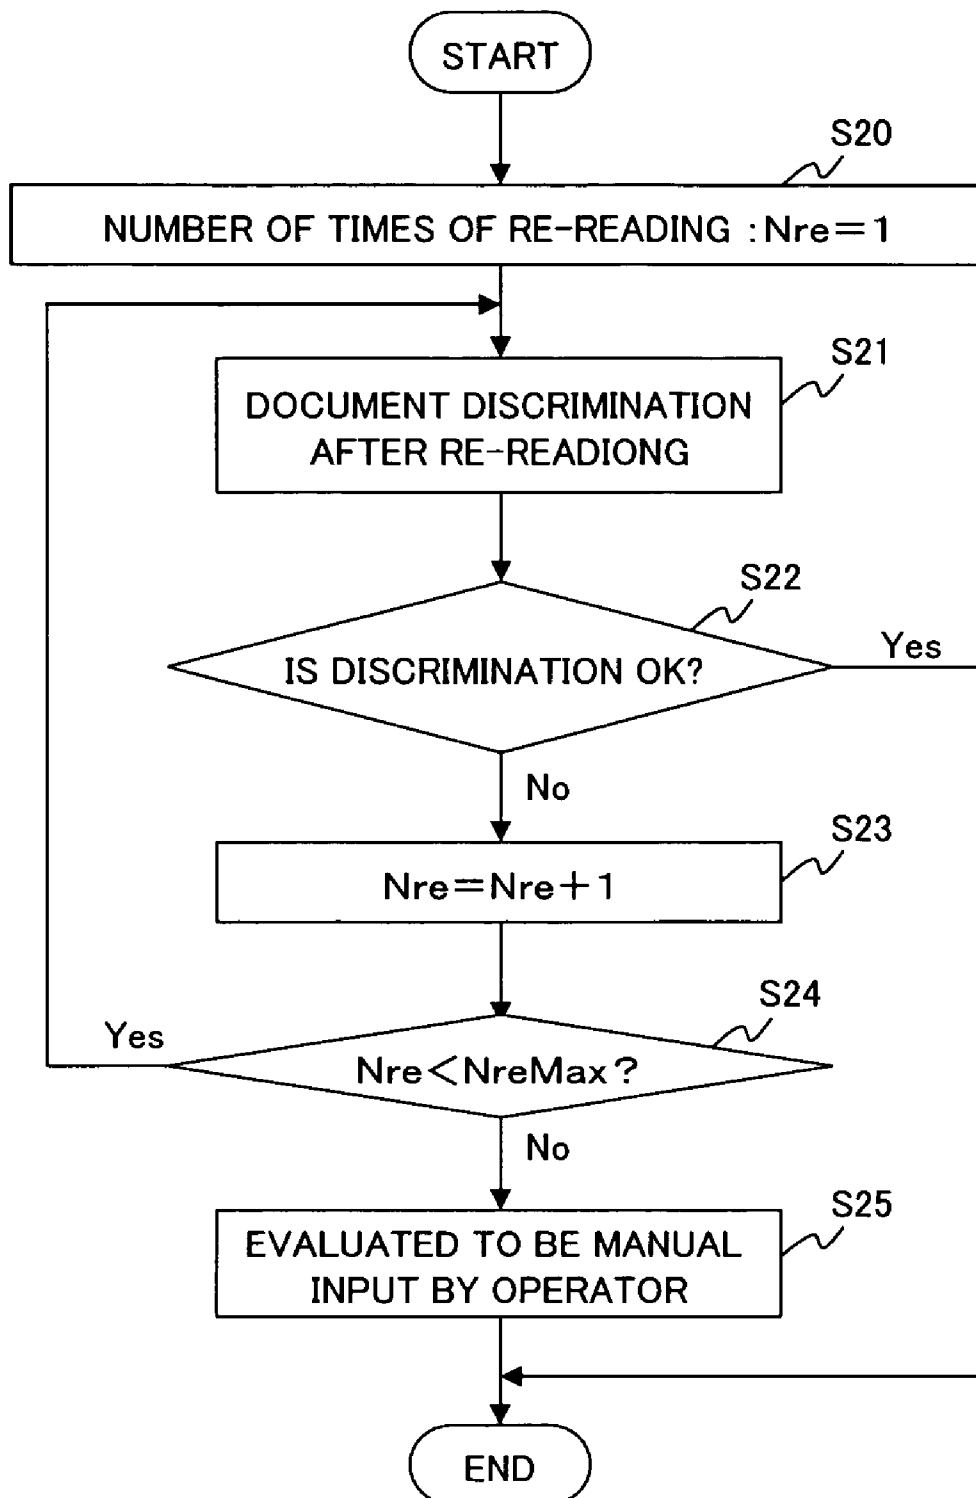 START
S20
NUMBER OF TIMES OF RE-READING :Nre=1
S21
DOCUMENT DISCRIMINATION
AFTER RE-READIONG
S22
IS DISCRIMINATION OK?
Yes
No
S23
Nre=Nre+1
S24
Yes
Nre<NreMax?
No
S25
EVALUATED TO BE MANUAL
INPUT BY OPERATOR
END